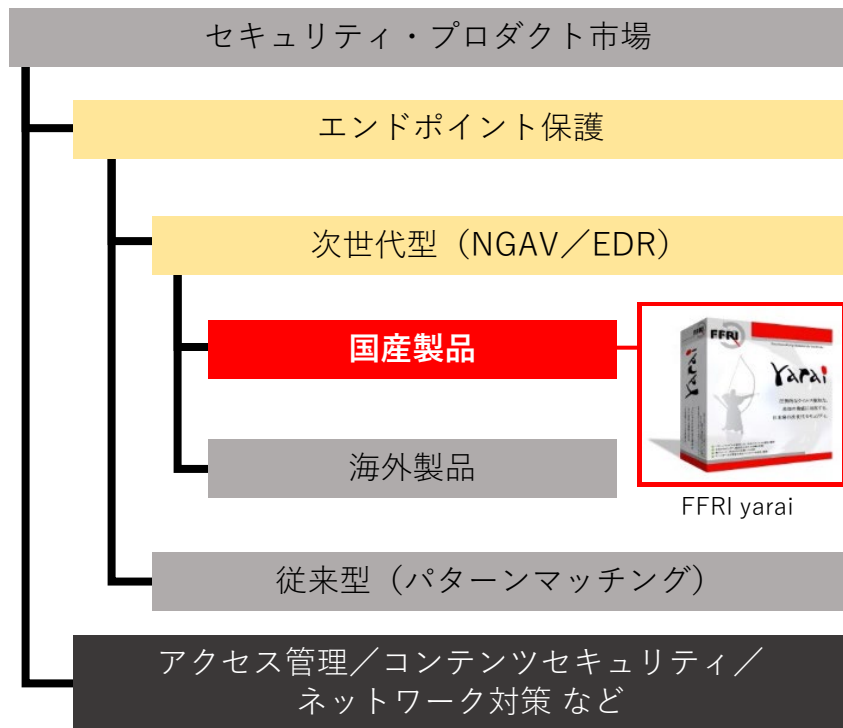 セキュリティ・プロダクト市場
エンドポイント保護
次世代型（NGAV／EDR）
国産製品
FFRI
yarai
yarai
海外製品
FFRI yarai
従来型（パターンマッチング）
アクセス管理／コンテンツセキュリティ／
ネットワーク対策 など